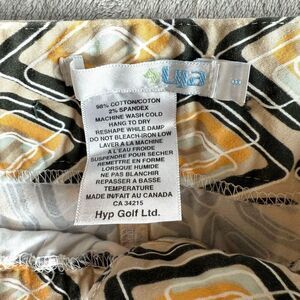 lija
98% COTTON/COTON
2% SPANDEX
MACHINE WASH COLD
HANG TO DRY
RESHAPE WHILE DAMP
DO NOT BLEACH-IRON LOW
LAVER A LA MACHINE
A L'EAU FROIDE
SUSPENDRE POUR SECHER
REMETRE EN FORME
LORSQUE HUMIDE
NE PAS BLANCHIR
REPASSER A BASSE
TEMPERATURE
MADE IN/FAIT AU CANADA
CA 34215
Hyp Golf Ltd.